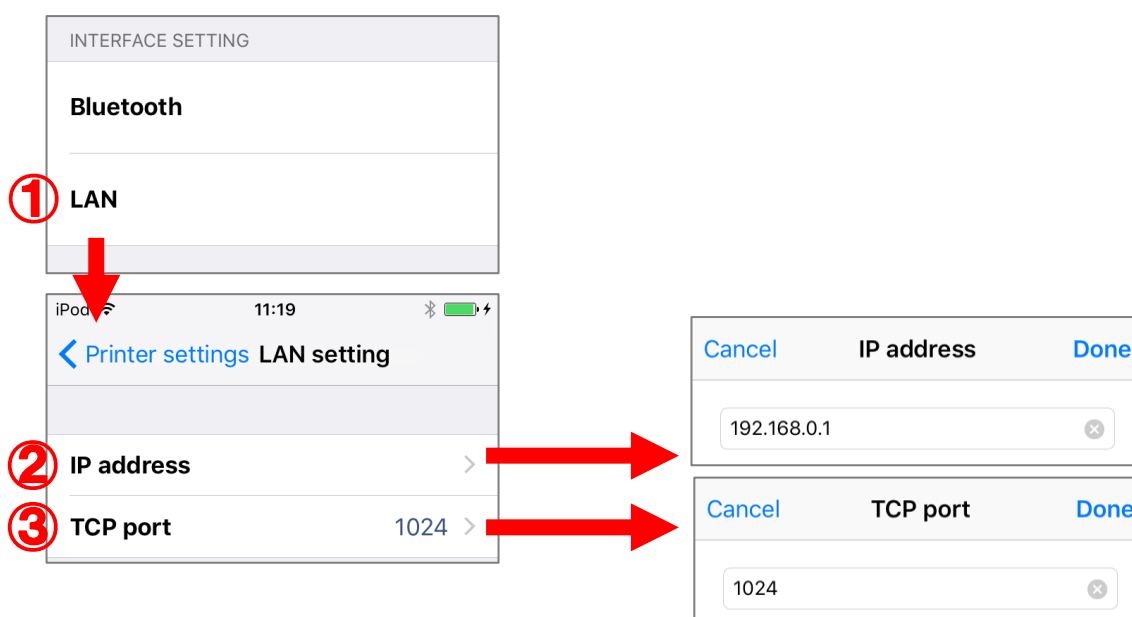 INTERFACE SETTING
Bluetooth
① LAN
iPod 11:19
Printer settings LAN setting
② IP address
③ TCP port 1024
Cancel IP address Done
192.168.0.1
Cancel TCP port Done
1024